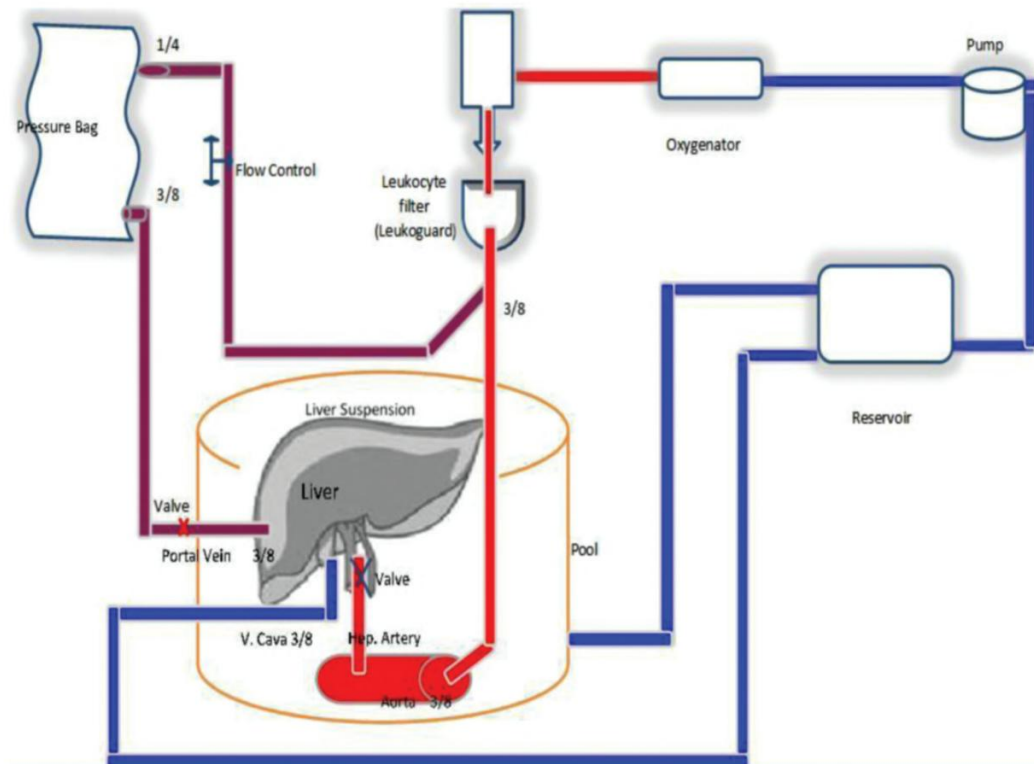 1/4
Pump
Pressure Bag
Oxygenator
Flow Control
Leukocyte
filter
(Leukoguard)
3/8
3/8
Reservoir
Liver Suspension
Liver
Valve
Portal Vein 3/8
Pool
Valve
V. Cava 3/8
Hep. Artery
Aorta 3/8